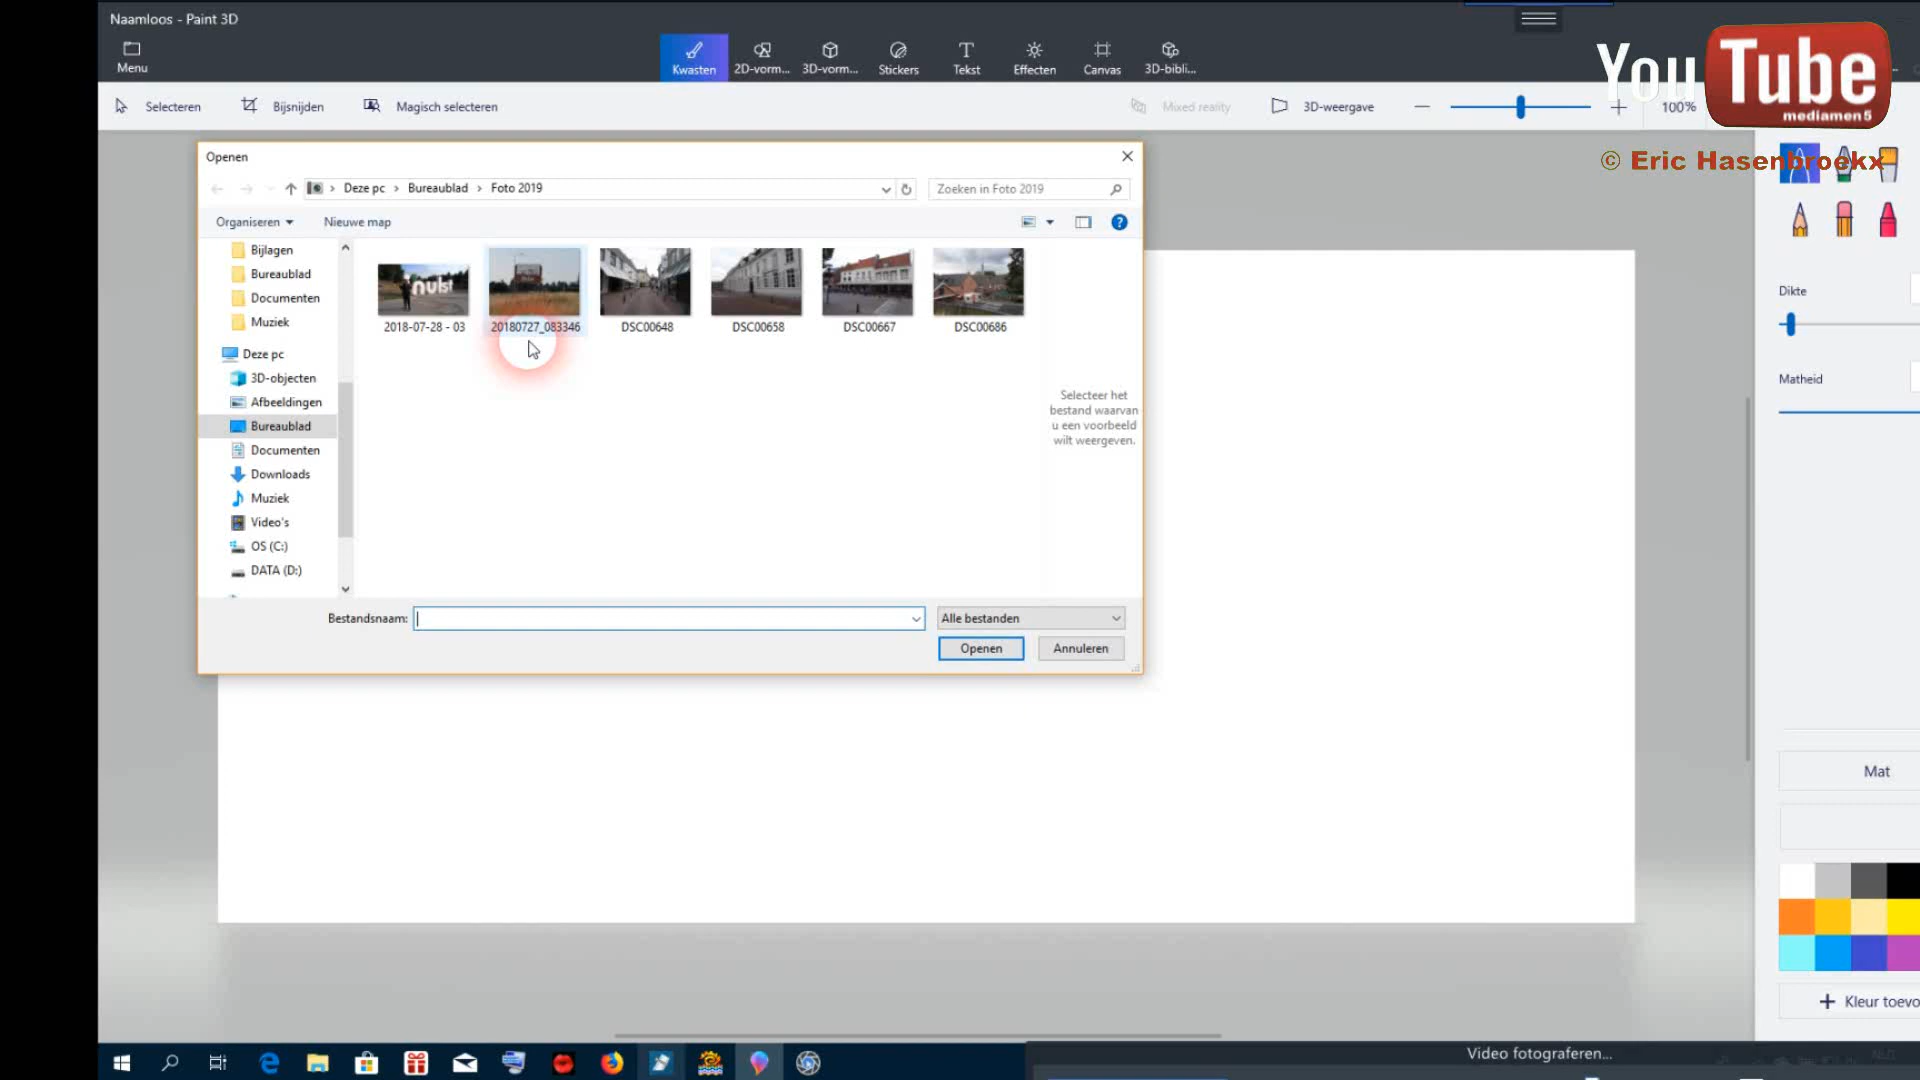 Naamloos - Paint 3D
Menu
Kwasten
2D-vorm...
3D-vorm...
Stickers
Tekst
Effecten
Canvas
3D-bibli...
You Tube
mediamen5
Selecteren
Bijsnijden
Magisch selecteren
Mixed reality
3D-weergave
100%
© Eric Hasenbroekx
Openen
Deze pc › Bureaublad › Foto 2019
Zoeken in Foto 2019
Organiseren
Nieuwe map
Bijlagen
Bureaublad
Documenten
Muziek
Deze pc
3D-objecten
Afbeeldingen
Bureaublad
Documenten
Downloads
Muziek
Video's
OS (C:)
DATA (D:)
nulst
2018-07-28 - 03
20180727_083346
DSC00648
DSC00658
DSC00667
DSC00686
Selecteer het
bestand waarvan
u een voorbeeld
wilt weergeven.
Bestandsnaam:
Alle bestanden
Openen
Annuleren
Dikte
Matheid
Mat
Kleur toevo
Video fotograferen...